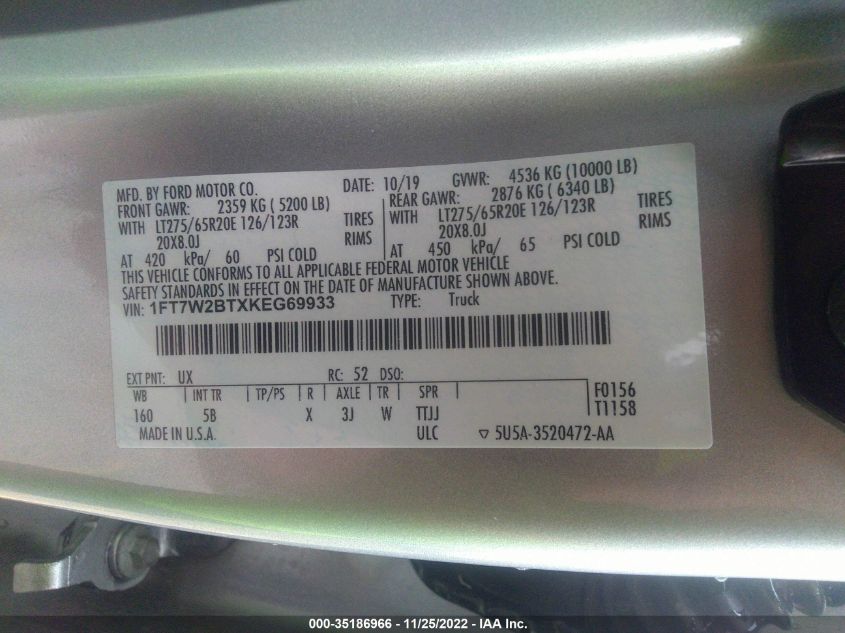 MFD. BY FORD MOTOR CO. DATE: 10/19 GVWR: 4536 KG (10000 LB)
FRONT GAWR: 2359 KG ( 5200 LB) REAR GAWR: 2876 KG ( 6340 LB)
WITH LT275/65R20E 126/123R TIRES WITH LT275/65R20E 126/123R TIRES
20X8.0J RIMS 20X8.0J RIMS
AT 420 kPa/ 60 PSI COLD AT 450 kPa/ 65 PSI COLD
THIS VEHICLE CONFORMS TO ALL APPLICABLE FEDERAL MOTOR VEHICLE
SAFETY STANDARDS IN EFFECT ON THE DATE OF MANUFACTURE SHOWN ABOVE.
VIN: 1FT7W2BTXKEG69933 TYPE: Truck
EXT PNT: UX RC: 52 DSO:
WB INT TR TP/PS R AXLE TR SPR F0156
160 5B X 3J W TTJJ T1158
MADE IN U.S.A. ULC ▽ 5U5A-3520472-AA
000-35186966 - 11/25/2022 - IAA Inc.